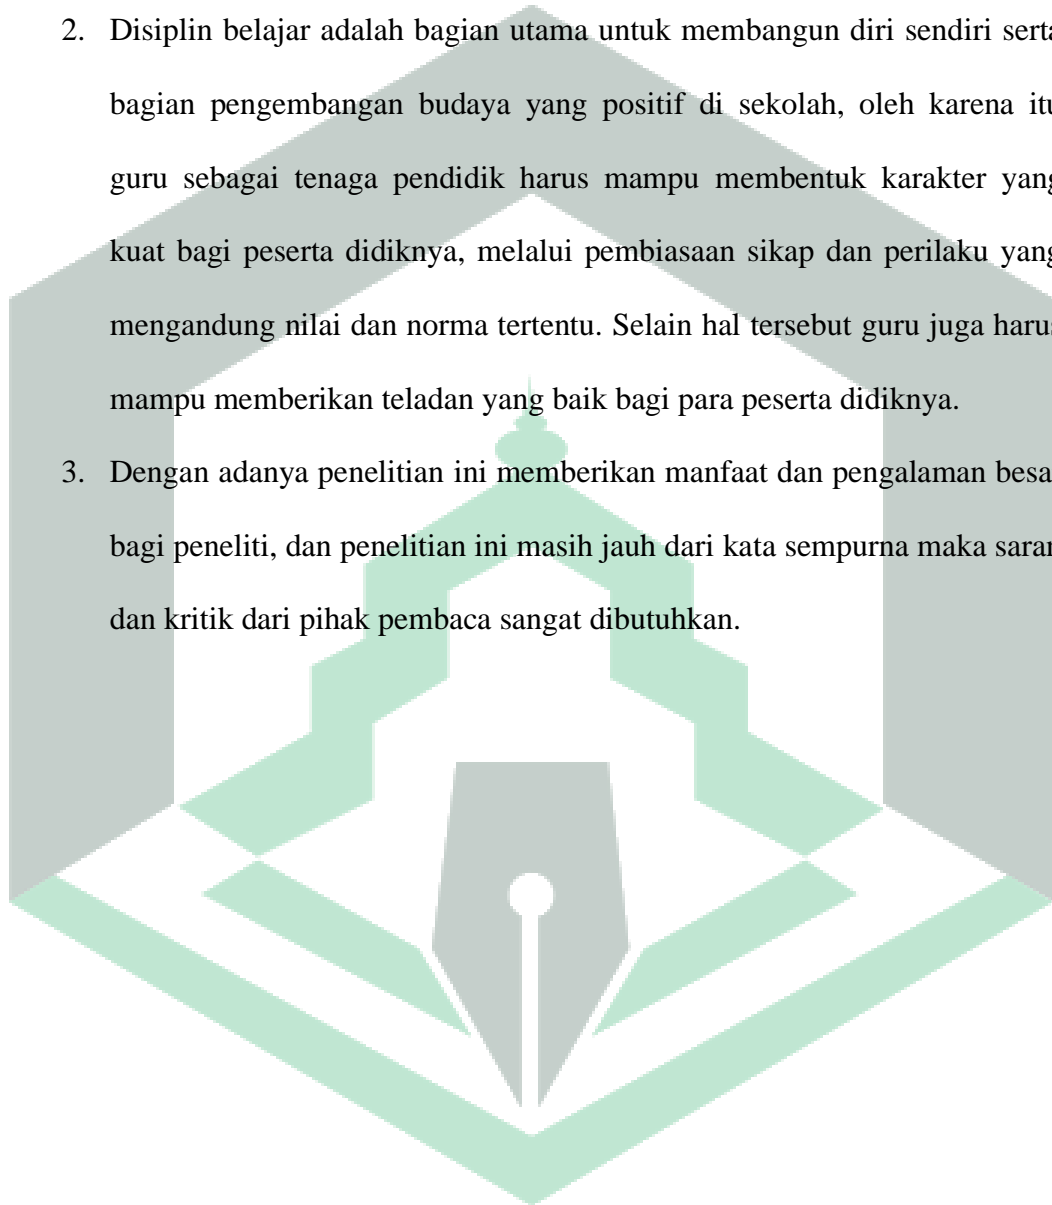 2. Disiplin belajar adalah bagian utama untuk membangun diri sendiri serta
bagian pengembangan budaya yang positif di sekolah, oleh karena itu
guru sebagai tenaga pendidik harus mampu membentuk karakter yang
kuat bagi peserta didiknya, melalui pembiasaan sikap dan perilaku yang
mengandung nilai dan norma tertentu. Selain hal tersebut guru juga harus
mampu memberikan teladan yang baik bagi para peserta didiknya.
3. Dengan adanya penelitian ini memberikan manfaat dan pengalaman besa
bagi peneliti, dan penelitian ini masih jauh dari kata sempurna maka saran
dan kritik dari pihak pembaca sangat dibutuhkan.